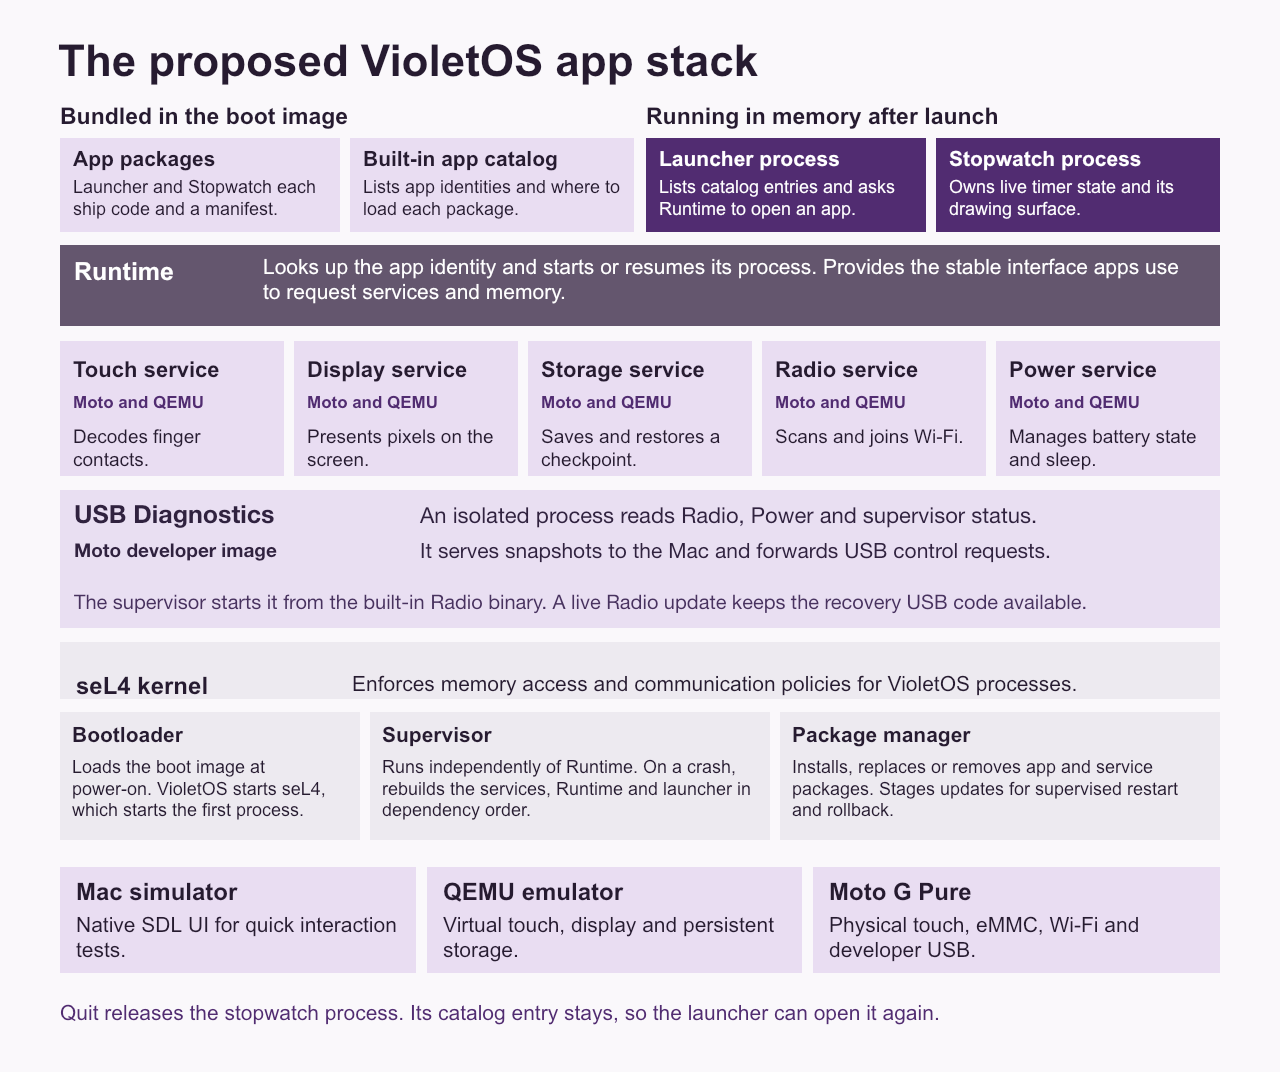 The proposed VioletOS app stack
Bundled in the boot image
Running in memory after launch
App packages
Launcher and Stopwatch each
ship code and a manifest.
Built-in app catalog
Lists app identities and where to
load each package.
Launcher process
Lists catalog entries and asks
Runtime to open an app.
Stopwatch process
Owns live timer state and its
drawing surface.
Runtime
Looks up the app identity and starts or resumes its process. Provides the stable interface apps use
to request services and memory.
Touch service
Moto and QEMU
Decodes finger
contacts.
Display service
Moto and QEMU
Presents pixels on the
screen.
Storage service
Moto and QEMU
Saves and restores a
checkpoint.
Radio service
Moto and QEMU
Scans and joins Wi-Fi.
Power service
Moto and QEMU
Manages battery state
and sleep.
USB Diagnostics
An isolated process reads Radio, Power and supervisor status.
Moto developer image
It serves snapshots to the Mac and forwards USB control requests.
The supervisor starts it from the built-in Radio binary. A live Radio update keeps the recovery USB code available.
seL4 kernel
Enforces memory access and communication policies for VioletOS processes.
Bootloader
Loads the boot image at
power-on. VioletOS starts seL4,
which starts the first process.
Supervisor
Runs independently of Runtime. On a crash,
rebuilds the services, Runtime and launcher in
dependency order.
Package manager
Installs, replaces or removes app and service
packages. Stages updates for supervised restart
and rollback.
Mac simulator
Native SDL UI for quick interaction
tests.
QEMU emulator
Virtual touch, display and persistent
storage.
Moto G Pure
Physical touch, eMMC, Wi-Fi and
developer USB.
Quit releases the stopwatch process. Its catalog entry stays, so the launcher can open it again.